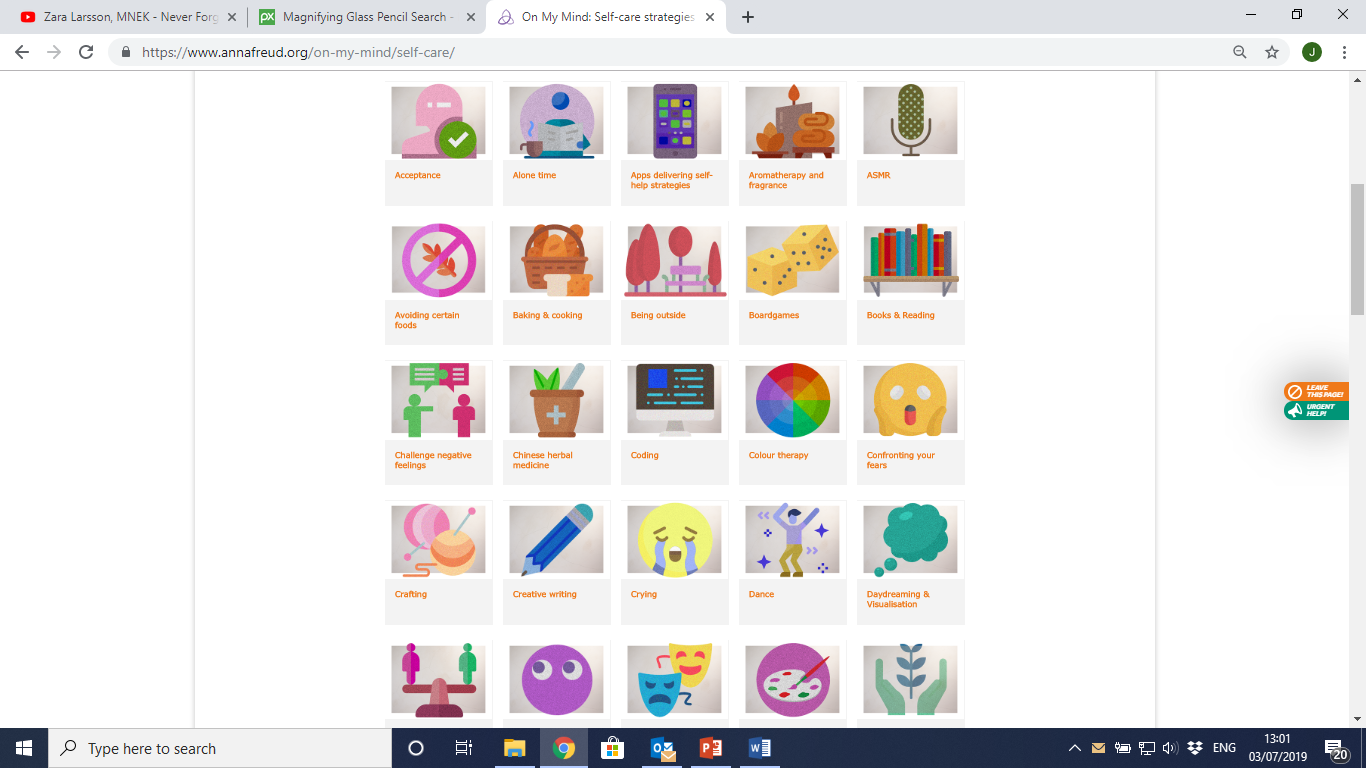 Zara Larsson, MNEK - Never Forg
Magnifying Glass Pencil Search -
On My Mind: Self-care strategies
https://www.annafreud.org/on-my-mind/self-care/
J
Acceptance
Alone time
Apps delivering self-
help strategies
Aromatherapy and
fragrance
ASMR
Avoiding certain
foods
Baking & cooking
Being outside
Boardgames
Books & Reading
LEAVE
THIS PAGE!
URGENT
HELP!
Challenge negative
feelings
Chinese herbal
medicine
Coding
Colour therapy
Confronting your
fears
Crafting
Creative writing
Crying
Dance
Daydreaming &
Visualisation
Type here to search
ENG
13:01
03/07/2019
20